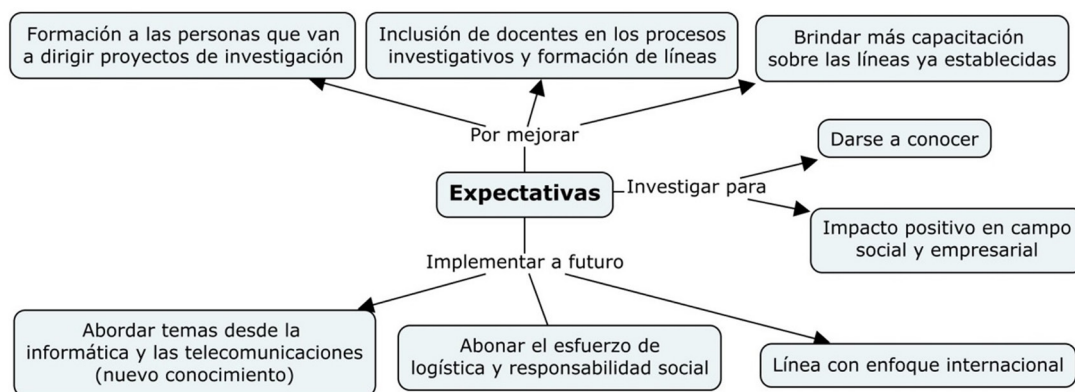 Formación a las personas que van
a dirigir proyectos de investigación
Inclusión de docentes en los procesos
investigativos y formación de líneas
Brindar más capacitación
sobre las líneas ya establecidas
Por mejorar
Darse a conocer
Expectativas
Investigar para
Impacto positivo en campo
social y empresarial
Implementar a futuro
Abordar temas desde la
informática y las telecomunicaciones
(nuevo conocimiento)
Abonar el esfuerzo de
logística y responsabilidad social
Línea con enfoque internacional